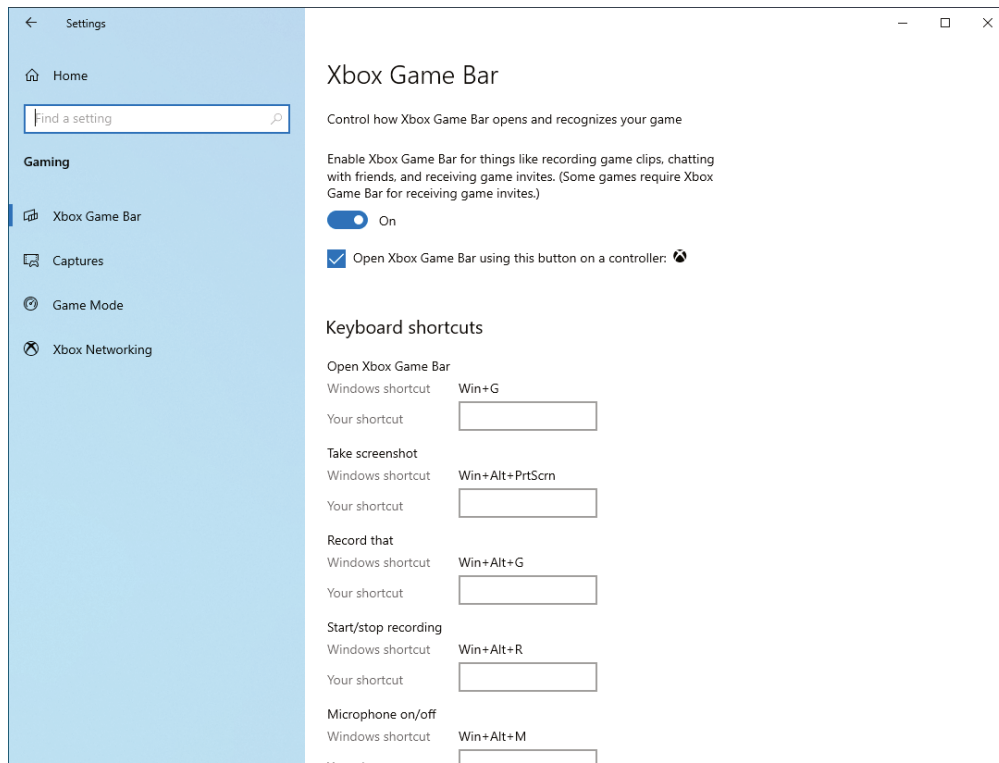 Settings
Home
Find a setting
Gaming
Xbox Game Bar
Captures
Game Mode
Xbox Networking
Xbox Game Bar
Control how Xbox Game Bar opens and recognizes your game
Enable Xbox Game Bar for things like recording game clips, chatting
with friends, and receiving game invites. (Some games require Xbox
Game Bar for receiving game invites.)
On
Open Xbox Game Bar using this button on a controller:
Keyboard shortcuts
Open Xbox Game Bar
Windows shortcut Win+G
Your shortcut
Take screenshot
Windows shortcut Win+Alt+PrtScrn
Your shortcut
Record that
Windows shortcut Win+Alt+G
Your shortcut
Start/stop recording
Windows shortcut Win+Alt+R
Your shortcut
Microphone on/off
Windows shortcut Win+Alt+M